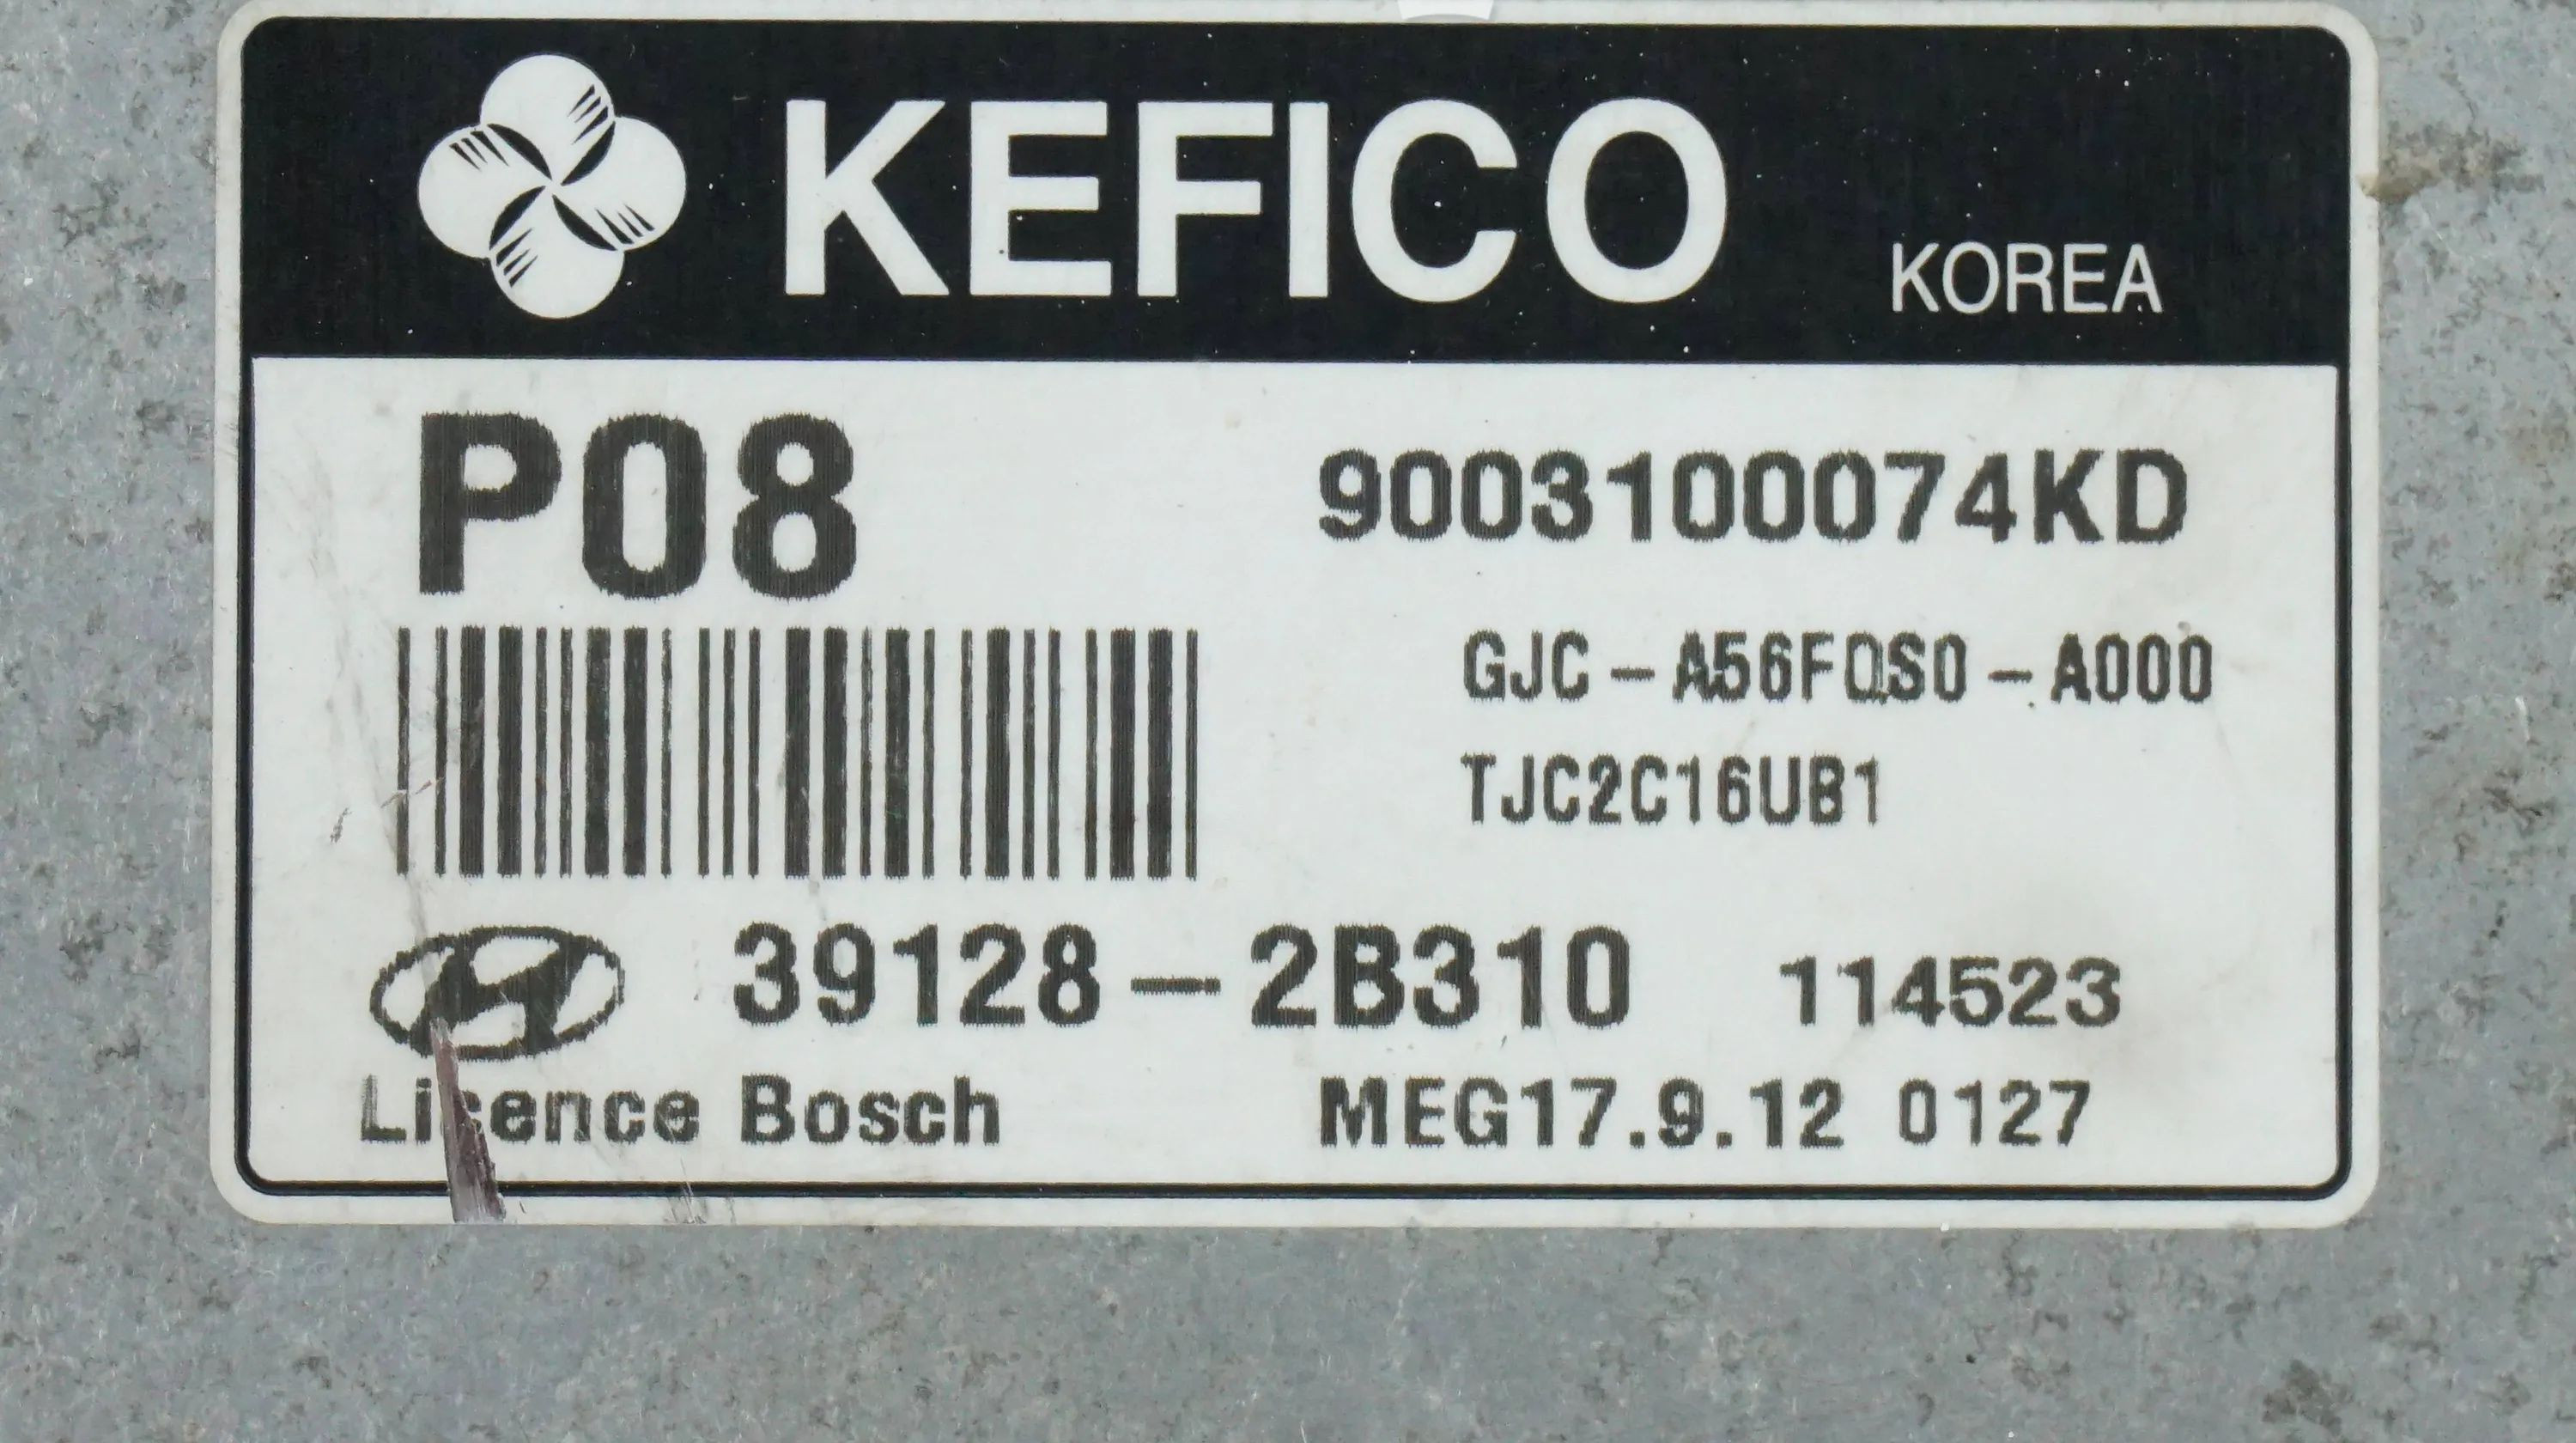 KEFICO KOREA
P08 9003100074KD
GJC-A56FQS0-A000
TJC2C16UB1
39128-2B310 114523
Licence Bosch MEG17.9.12 0127